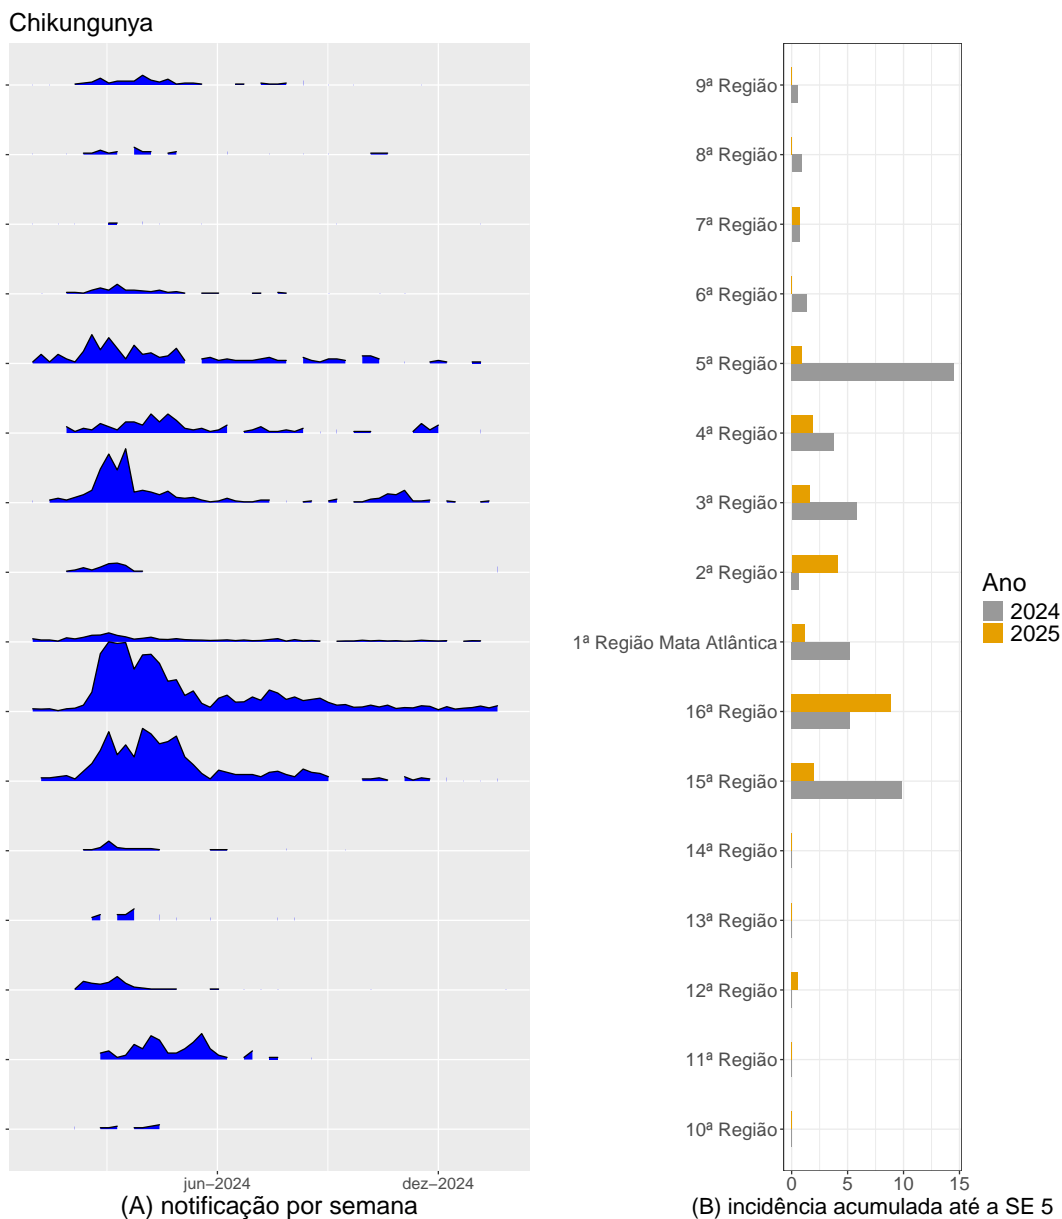 Chikungunya
9ª Região
8ª Região
7ª Região
6ª Região
5ª Região
4ª Região
3ª Região
2ª Região
1ª Região Mata Atlântica
16ª Região
15ª Região
14ª Região
13ª Região
12ª Região
11ª Região
10ª Região
Ano
2024
2025
jun–2024
dez–2024
0
5
10
15
(A) notificação por semana
(B) incidência acumulada até a SE 5